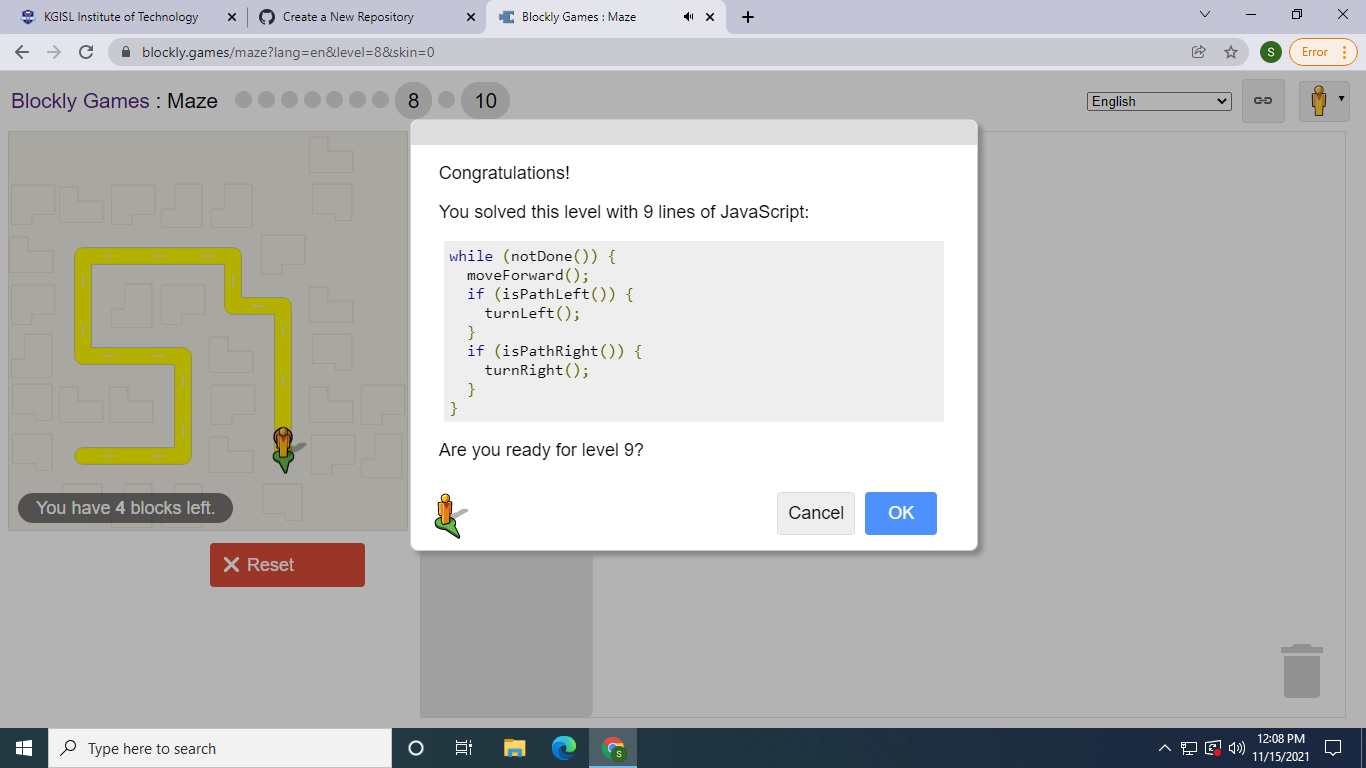 KGISL Institute of Technology
Create a New Repository
Blockly Games : Maze
blockly.games/maze?lang=en&level=8&skin=0
S
Error
Blockly Games : Maze
8
10
English
Congratulations!
You solved this level with 9 lines of JavaScript:
while (notDone()) {
  moveForward();
  if (isPathLeft()) {
    turnLeft();
  }
  if (isPathRight()) {
    turnRight();
  }
}
Are you ready for level 9?
Cancel
OK
You have 4 blocks left.
Reset
Type here to search
S
12:08 PM
11/15/2021